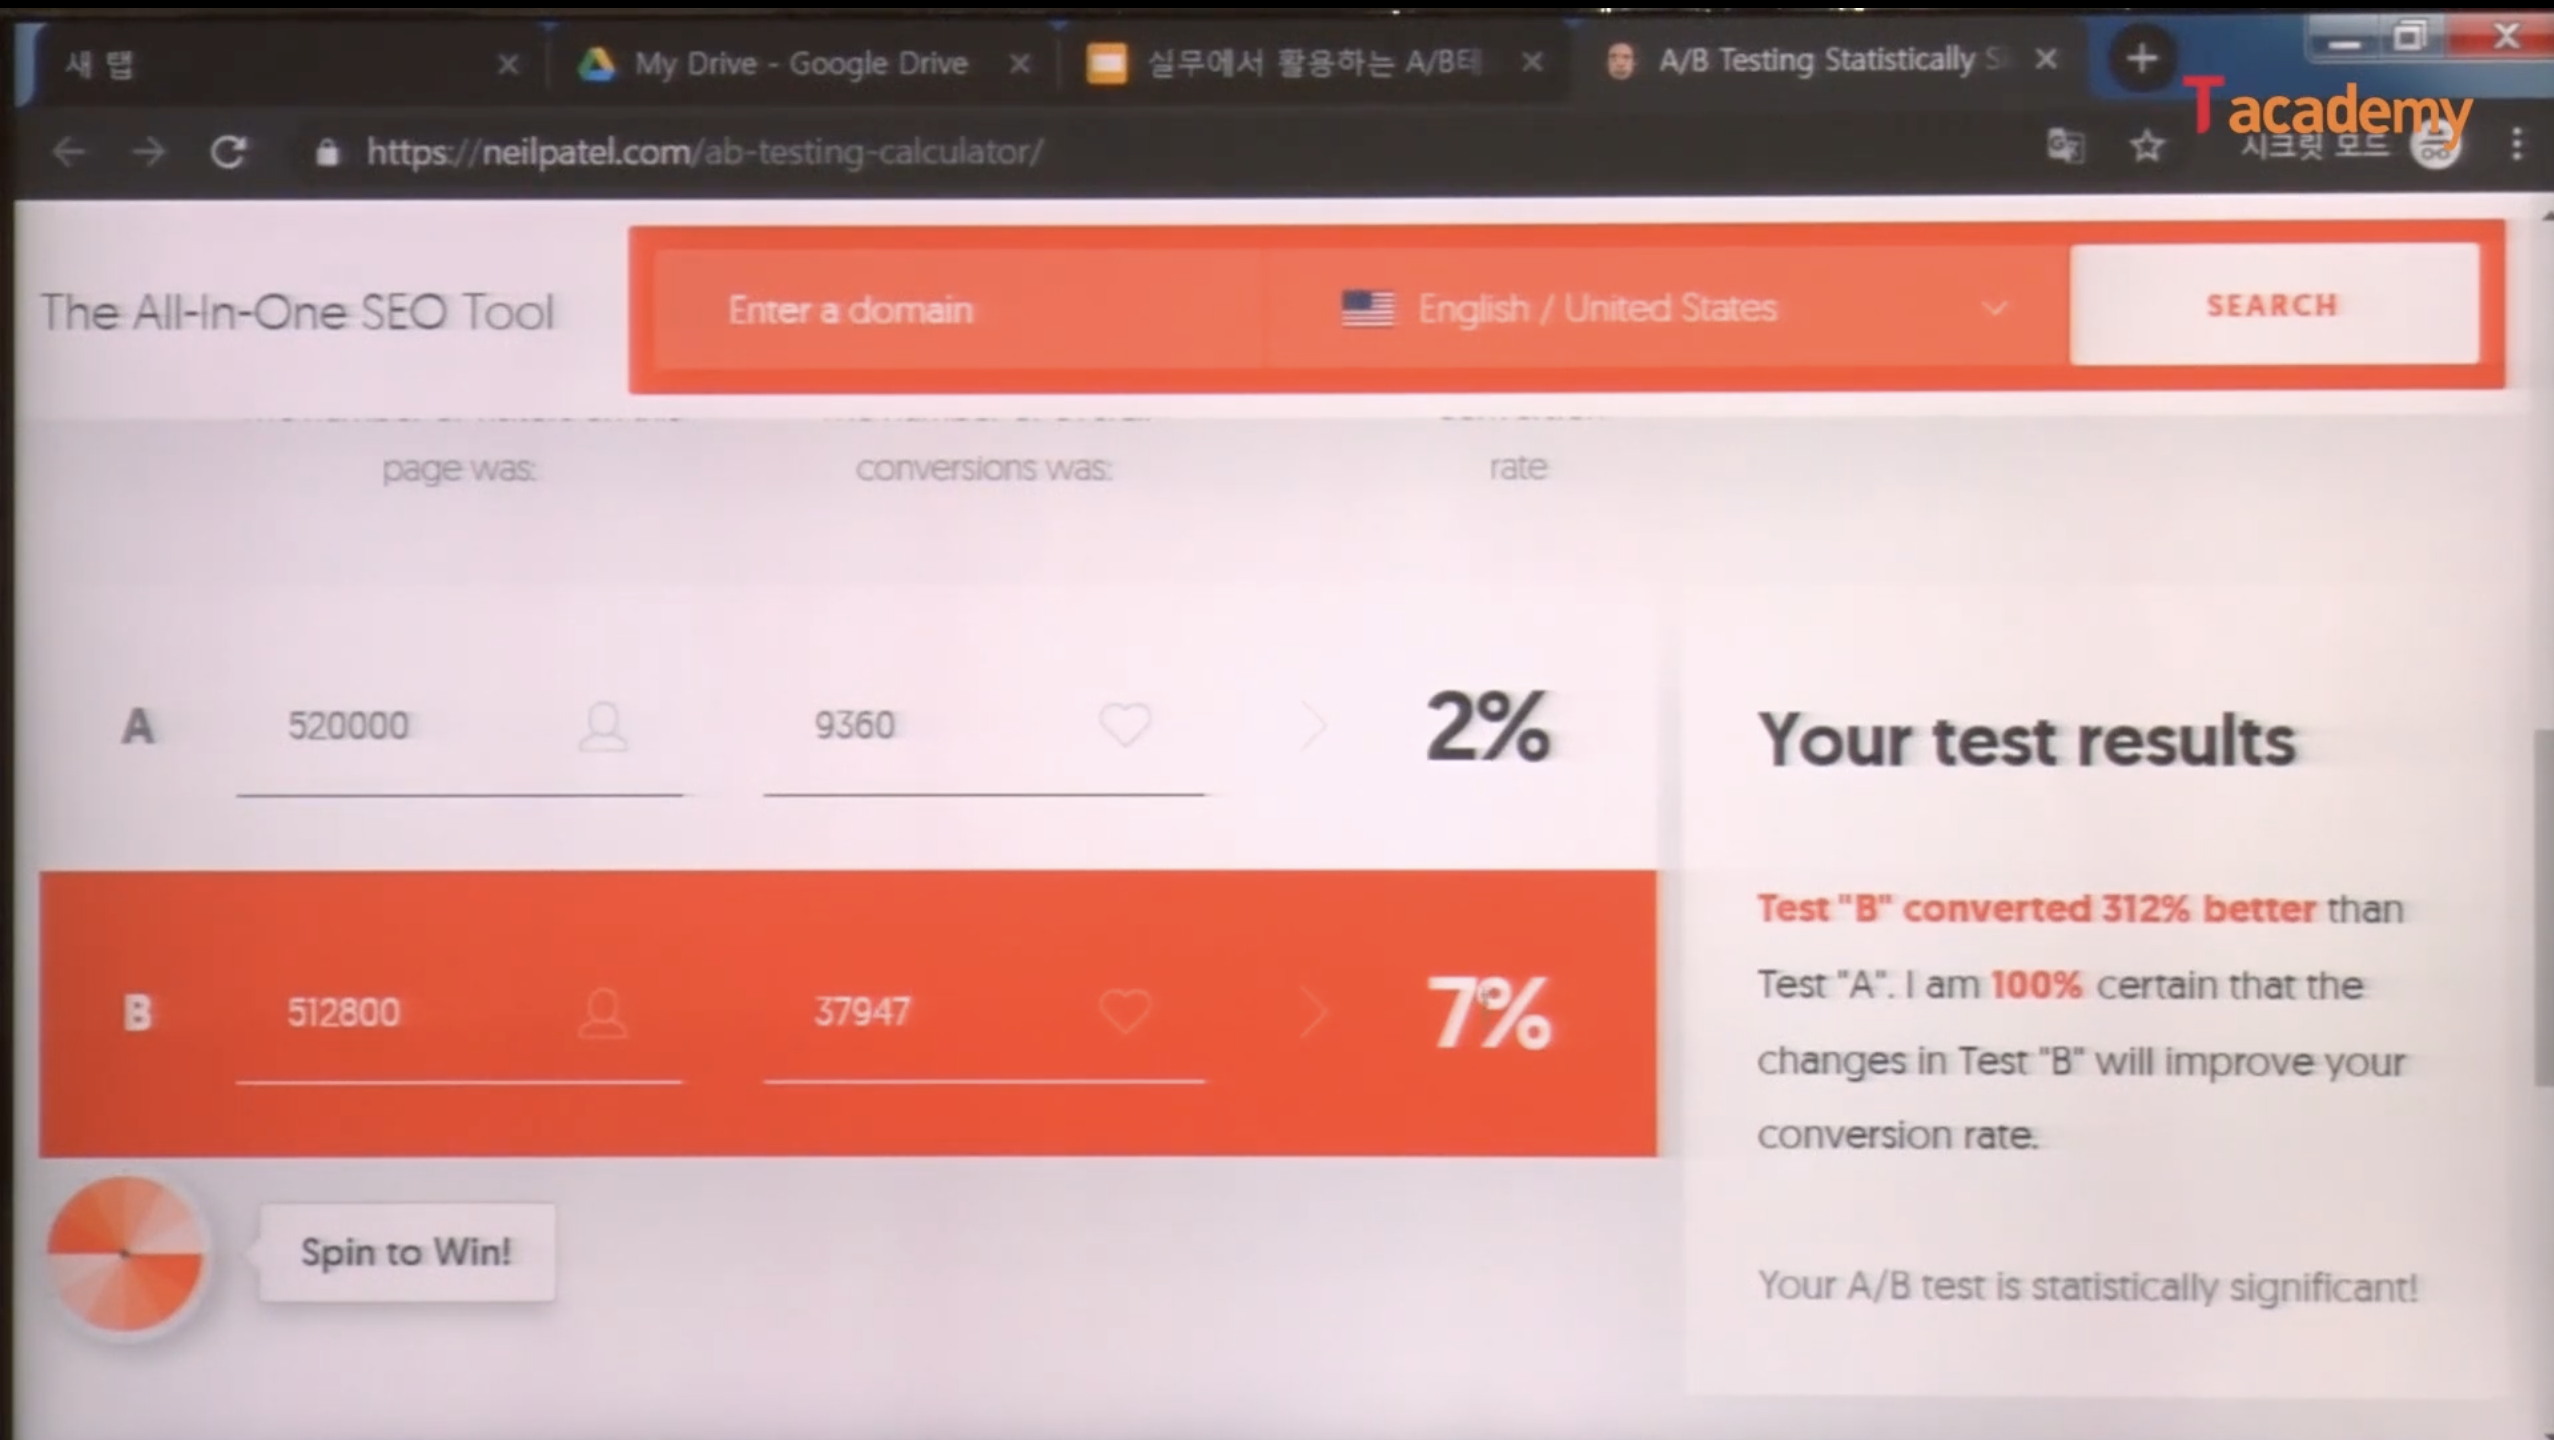 새 탭
My Drive - Google Drive
실무에서 활용하는 A/B테
A/B Testing Statistically S
T academy
https://neilpatel.com/ab-testing-calculator/
시크릿 모드
The All-In-One SEO Tool
Enter a domain
English / United States
SEARCH
page was:
conversions was:
rate
A
520000
9360
2%
B
512800
37947
7%
Your test results
Test "B" converted 312% better than
Test "A". I am 100% certain that the
changes in Test "B" will improve your
conversion rate.
Your A/B test is statistically significant!
Spin to Win!